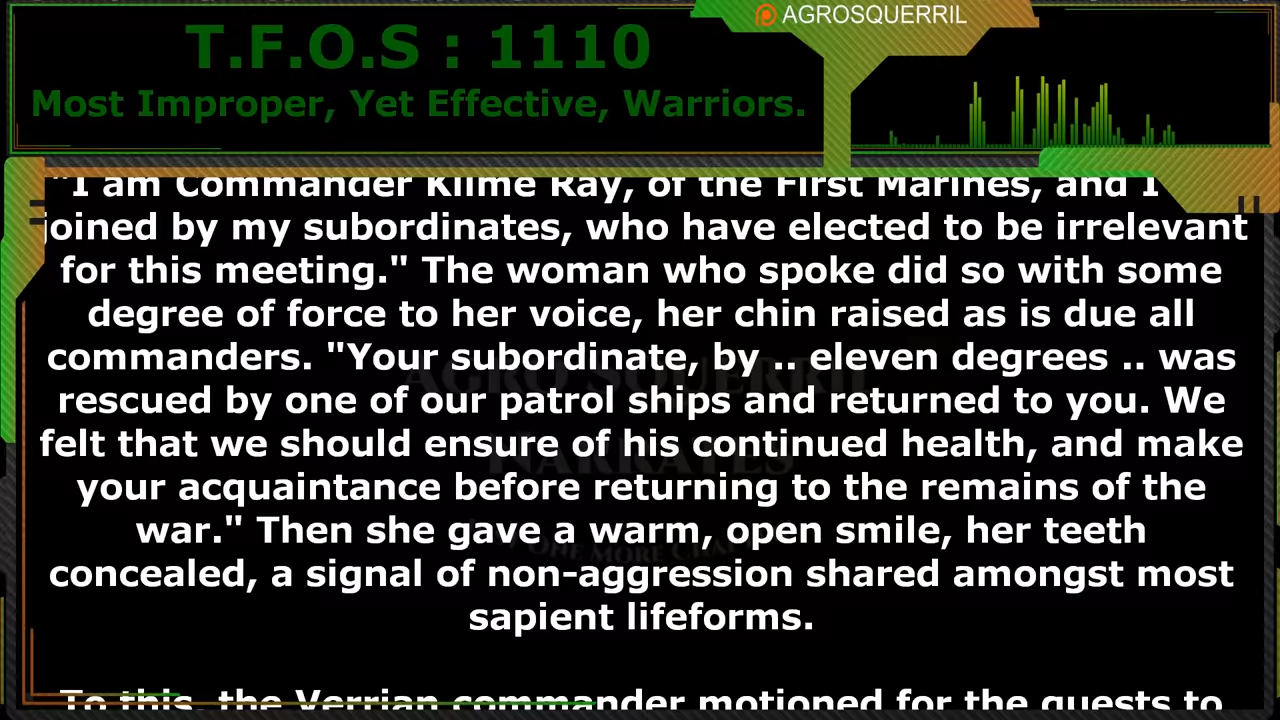 AGROSQUERRIL
T.F.O.S : 1110
Most Improper, Yet Effective, Warriors.
"I am Commander Klime Ray, of the First Marines, and I
joined by my subordinates, who have elected to be irrelevant
for this meeting." The woman who spoke did so with some
degree of force to her voice, her chin raised as is due all
commanders. "Your subordinate, by .. eleven degrees .. was
rescued by one of our patrol ships and returned to you. We
felt that we should ensure of his continued health, and make
your acquaintance before returning to the remains of the
war." Then she gave a warm, open smile, her teeth
concealed, a signal of non-aggression shared amongst most
sapient lifeforms.
To this, the Verrian commander motioned for the guests to